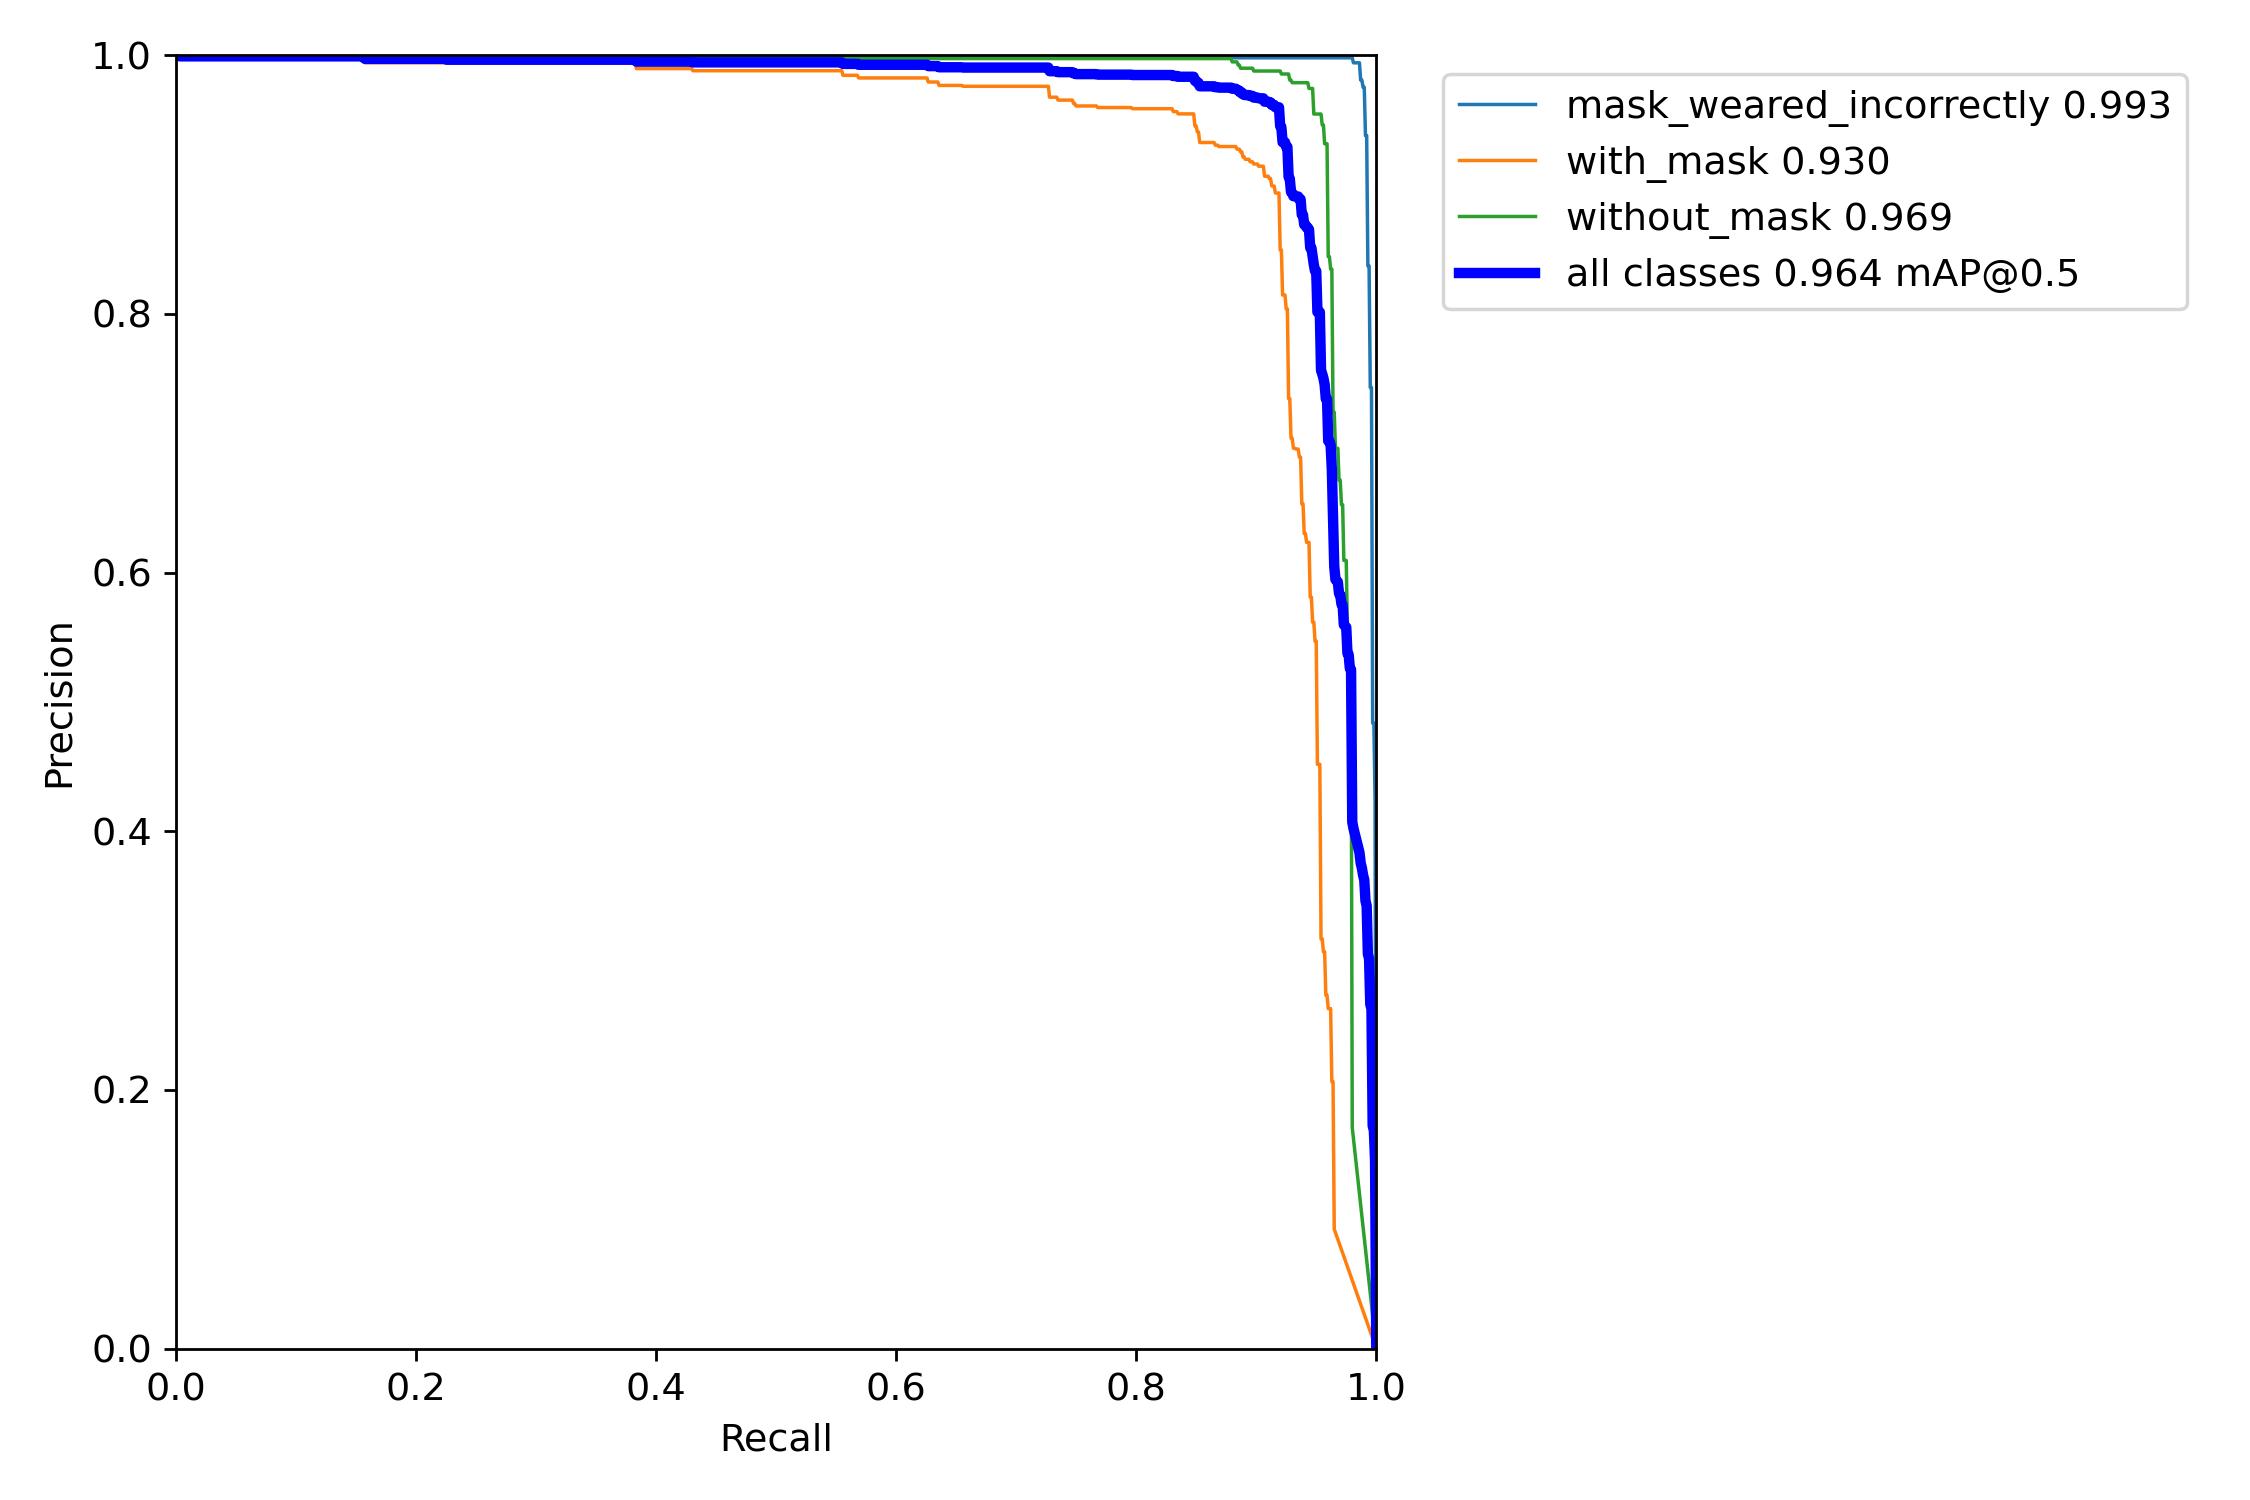 1.0
0.8
0.6
0.4
0.2
0.0
Precision
0.0 0.2 0.4 0.6 0.8 1.0
Recall
mask_weared_incorrectly 0.993
with_mask 0.930
without_mask 0.969
all classes 0.964 mAP@0.5